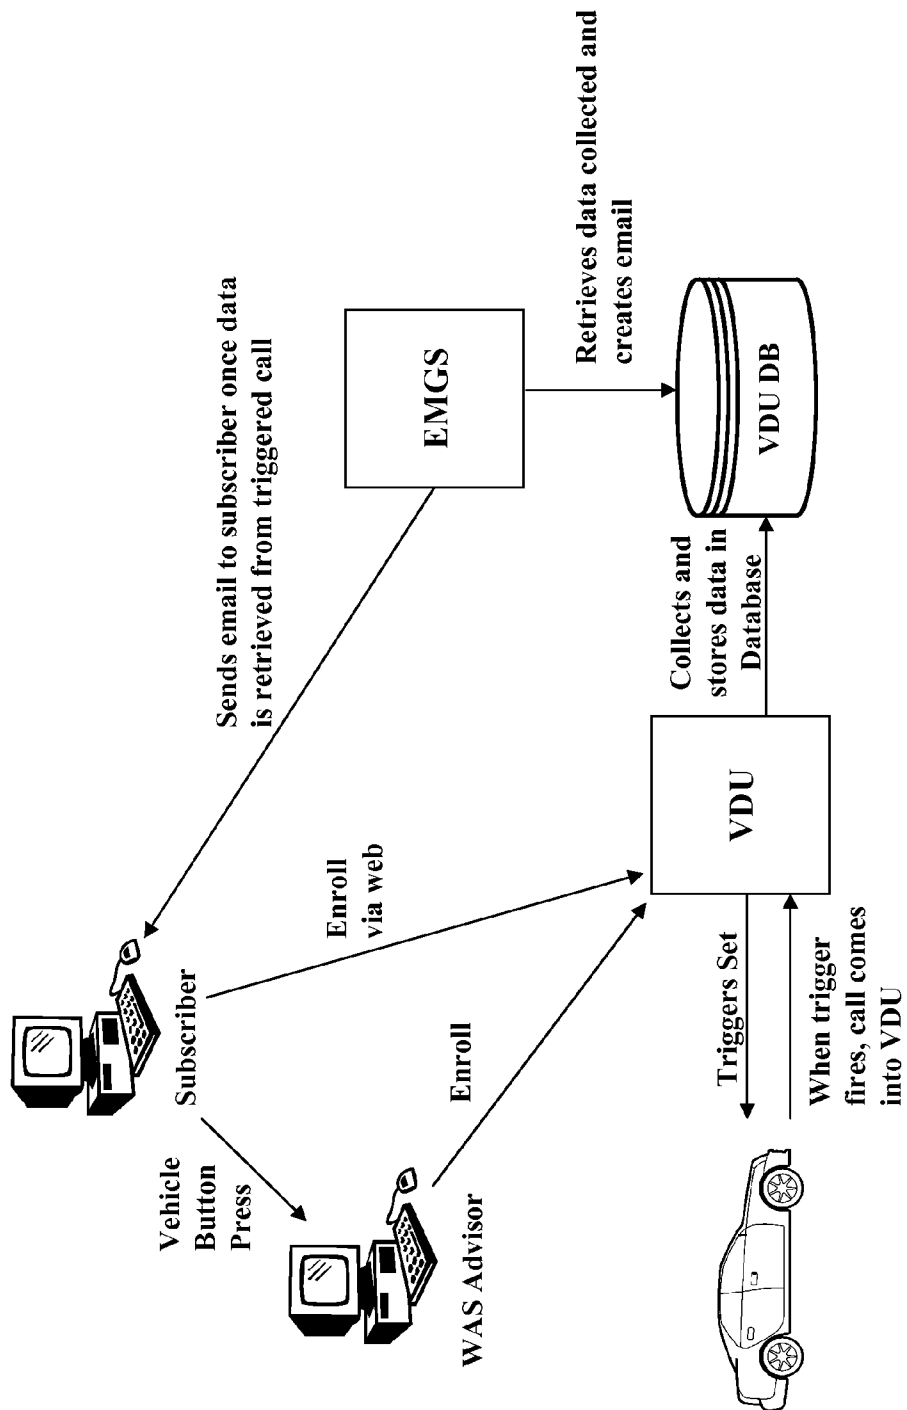 Subscriber
Vehicle
Button
Press
WAS Advisor
Enroll
Enroll
via web
Sends email to subscriber once data
is retrieved from triggered call
EMGS
Retrieves data collected and
creates email
Triggers Set
When trigger
fires, call comes
into VDU
VDU
Collects and
stores data in
Database
VDU DB